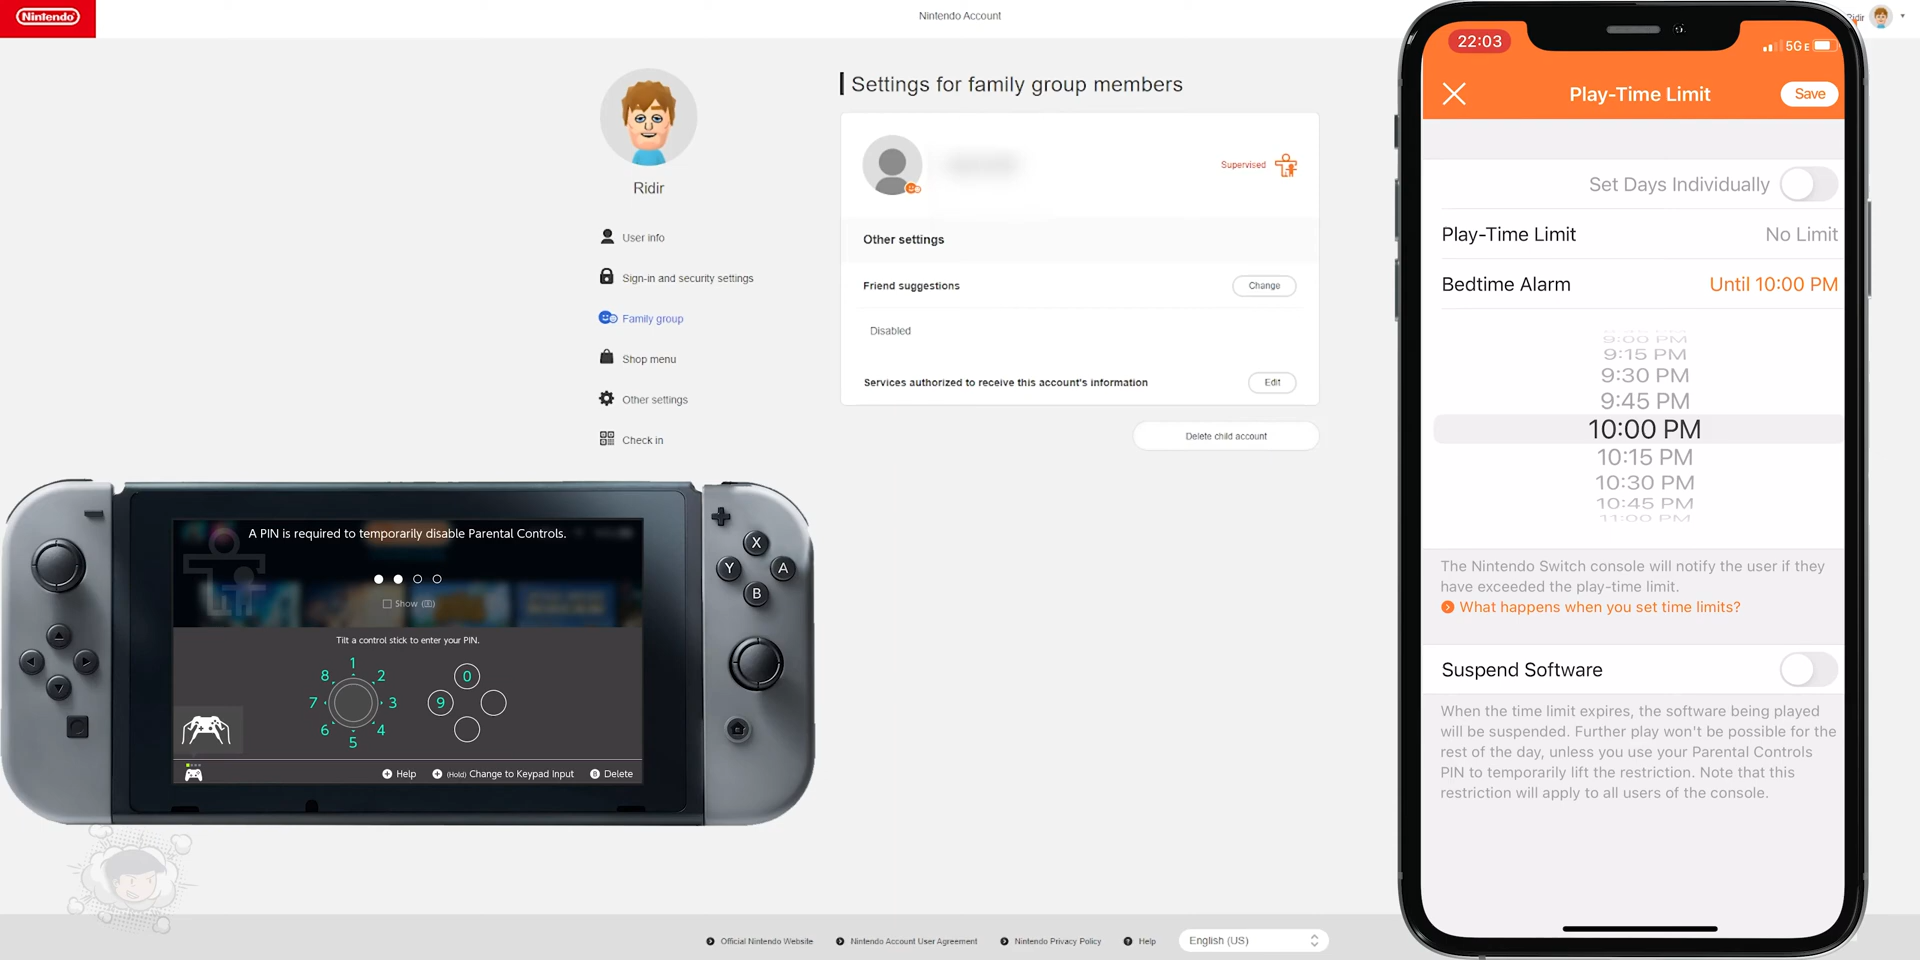 Nintendo
Nintendo Account
Ridir
Settings for family group members
Supervised
Ridir
Other settings
User info
Friend suggestions
Change
Sign-in and security settings
Disabled
Family group
Services authorized to receive this account's information
Edit
Shop menu
Other settings
Delete child account
Check in
A PIN is required to temporarily disable Parental Controls.
Show
Tilt a control stick to enter your PIN.
1
2
3
4
5
6
7
8
0
9
Help
(Hold) Change to Keypad Input
B Delete
X
Y
A
B
Official Nintendo Website
Nintendo Account User Agreement
Nintendo Privacy Policy
Help
English (US)
22:03
5GE
Play-Time Limit
Save
Set Days Individually
Play-Time Limit
No Limit
Bedtime Alarm
Until 10:00 PM
9:00 PM
9:15 PM
9:30 PM
9:45 PM
10:00 PM
10:15 PM
10:30 PM
10:45 PM
11:00 PM
The Nintendo Switch console will notify the user if they
have exceeded the play-time limit.
What happens when you set time limits?
Suspend Software
When the time limit expires, the software being played
will be suspended. Further play won't be possible for the
rest of the day, unless you use your Parental Controls
PIN to temporarily lift the restriction. Note that this
restriction will apply to all users of the console.